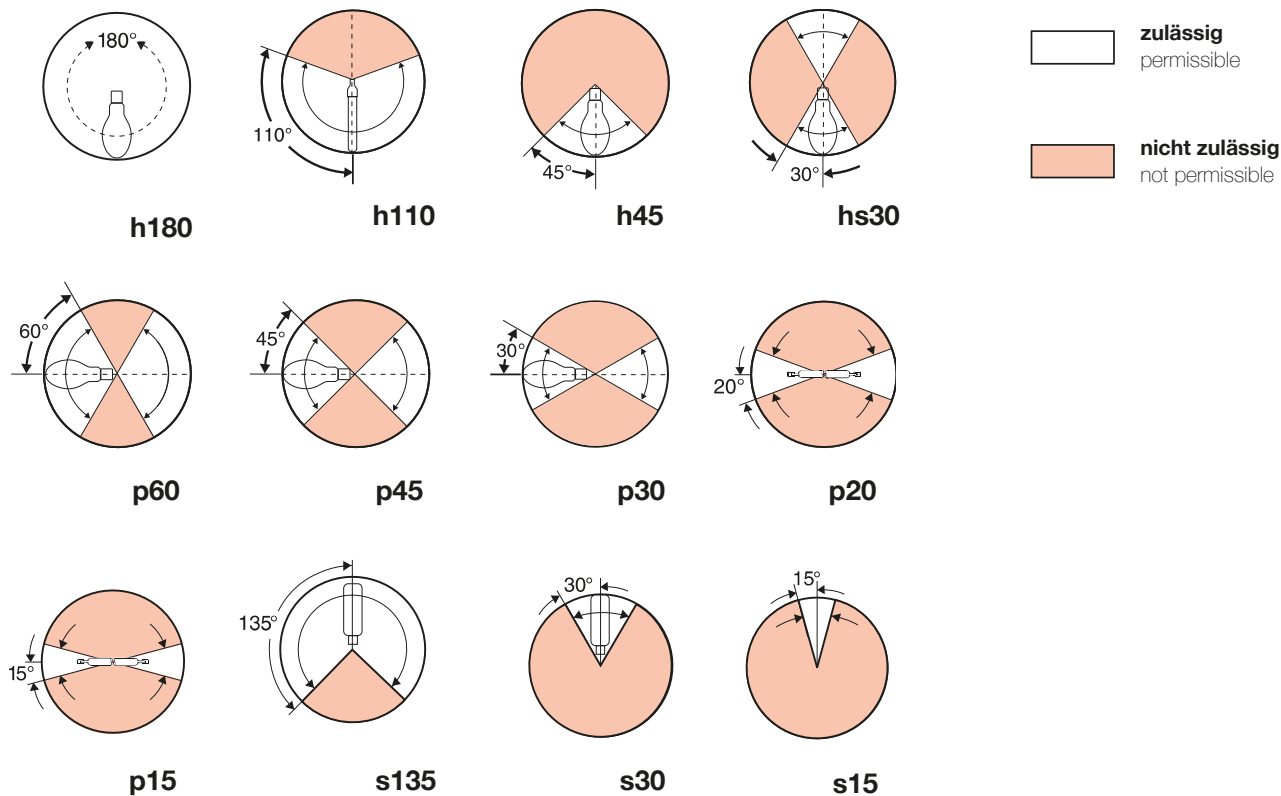 180°
110°
45°
30°
zulässig
permissible
nicht zulässig
not permissible
h180
h110
h45
hs30
60°
45°
30°
20°
p60
p45
p30
p20
15°
135°
30°
15°
p15
s135
s30
s15